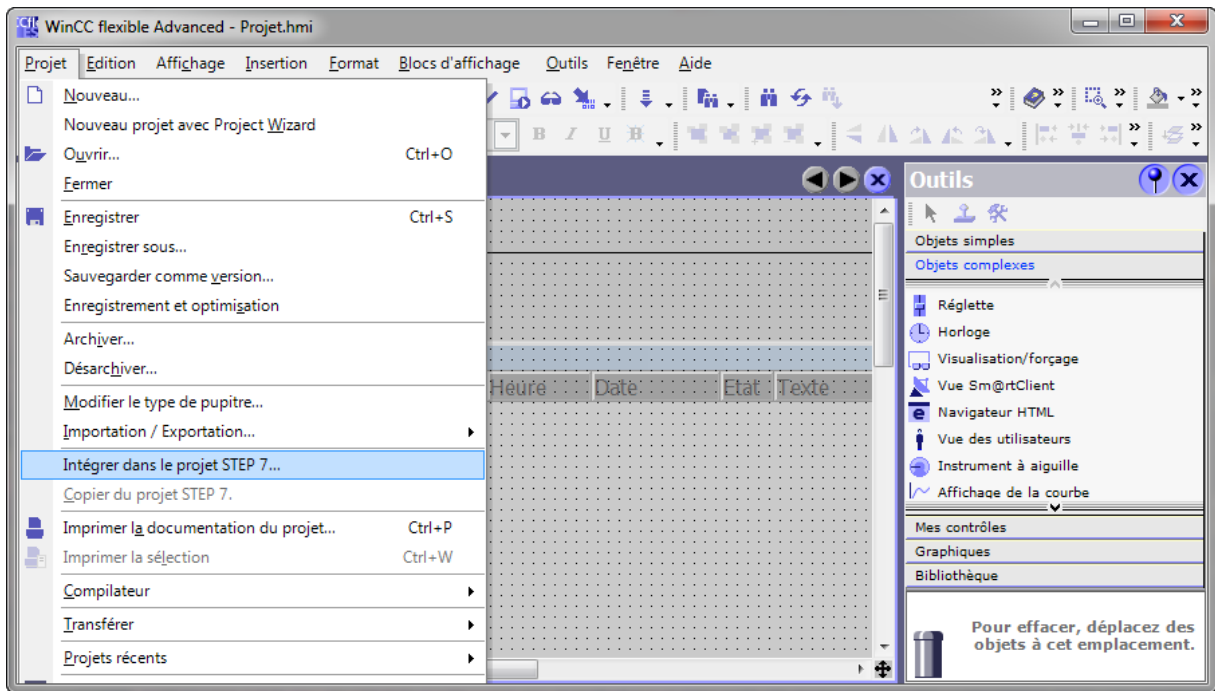 WinCC flexible Advanced - Projet.hmi
Projet Edition Affichage Insertion Format Blocs d'affichage Outils Fenêtre Aide
Nouveau...
Nouveau projet avec Project Wizard
Ouvrir... Ctrl+O
Fermer
Enregistrer Ctrl+S
Enregistrer sous...
Sauvegarder comme version...
Enregistrement et optimisation
Archiver...
Désarchiver...
Modifier le type de pupitre...
Importation / Exportation...
Intégrer dans le projet STEP 7...
Copier du projet STEP 7.
Imprimer la documentation du projet... Ctrl+P
Imprimer la sélection Ctrl+W
Compilateur
Transférer
Projets récents
B I U
Heure Date Etat Texte
Outils
Objets simples
Objets complexes
Réglette
Horloge
Visualisation/forçage
Vue Sm@rtClient
Navigateur HTML
Vue des utilisateurs
Instrument à aiguille
Affichage de la courbe
Mes contrôles
Graphiques
Bibliothèque
Pour effacer, déplacez des
objets à cet emplacement.